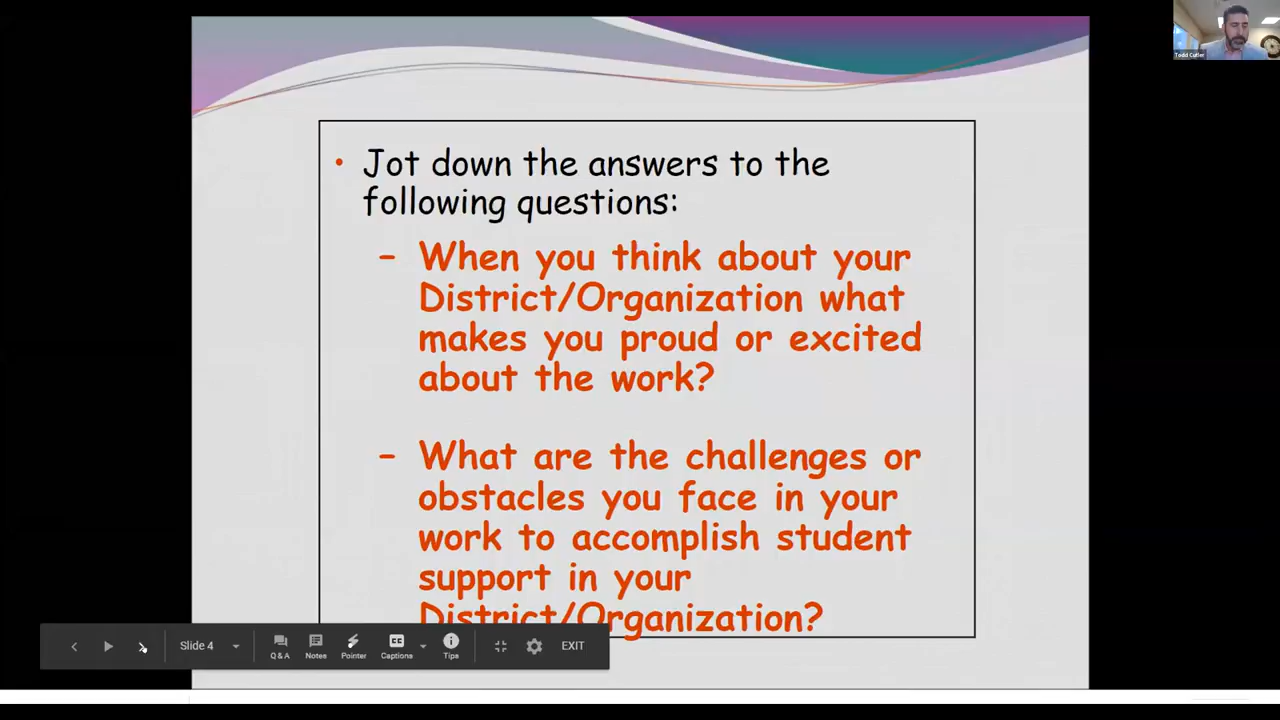 Todd Cutler
• Jot down the answers to the
following questions:
– When you think about your
District/Organization what
makes you proud or excited
about the work?
– What are the challenges or
obstacles you face in your
work to accomplish student
support in your
District/Organization?
Slide 4
Q & A
Notes
Pointer
CC
Captions
Tips
EXIT